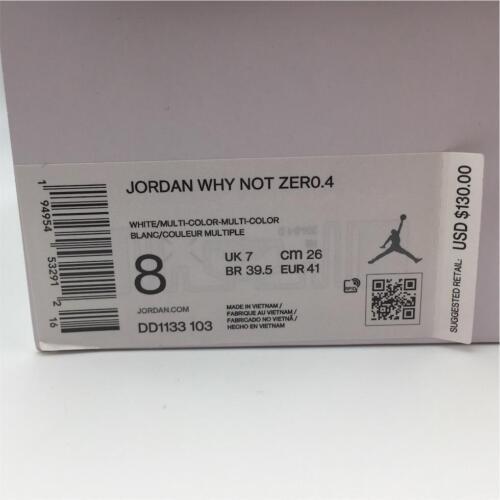 JORDAN WHY NOT ZER0.4
WHITE/MULTI-COLOR-MULTI-COLOR
BLANC/COULEUR MULTIPLE
8
UK 7 CM 26
BR 39.5 EUR 41
JORDAN.COM
DD1133 103
MADE IN VIETNAM /
FABRIQUE AU VIETNAM /
FABRICADO NO VIETNÃ /
HECHO EN VIETNAM
1 94954 53291 2 16
SUGGESTED RETAIL: USD $130.00